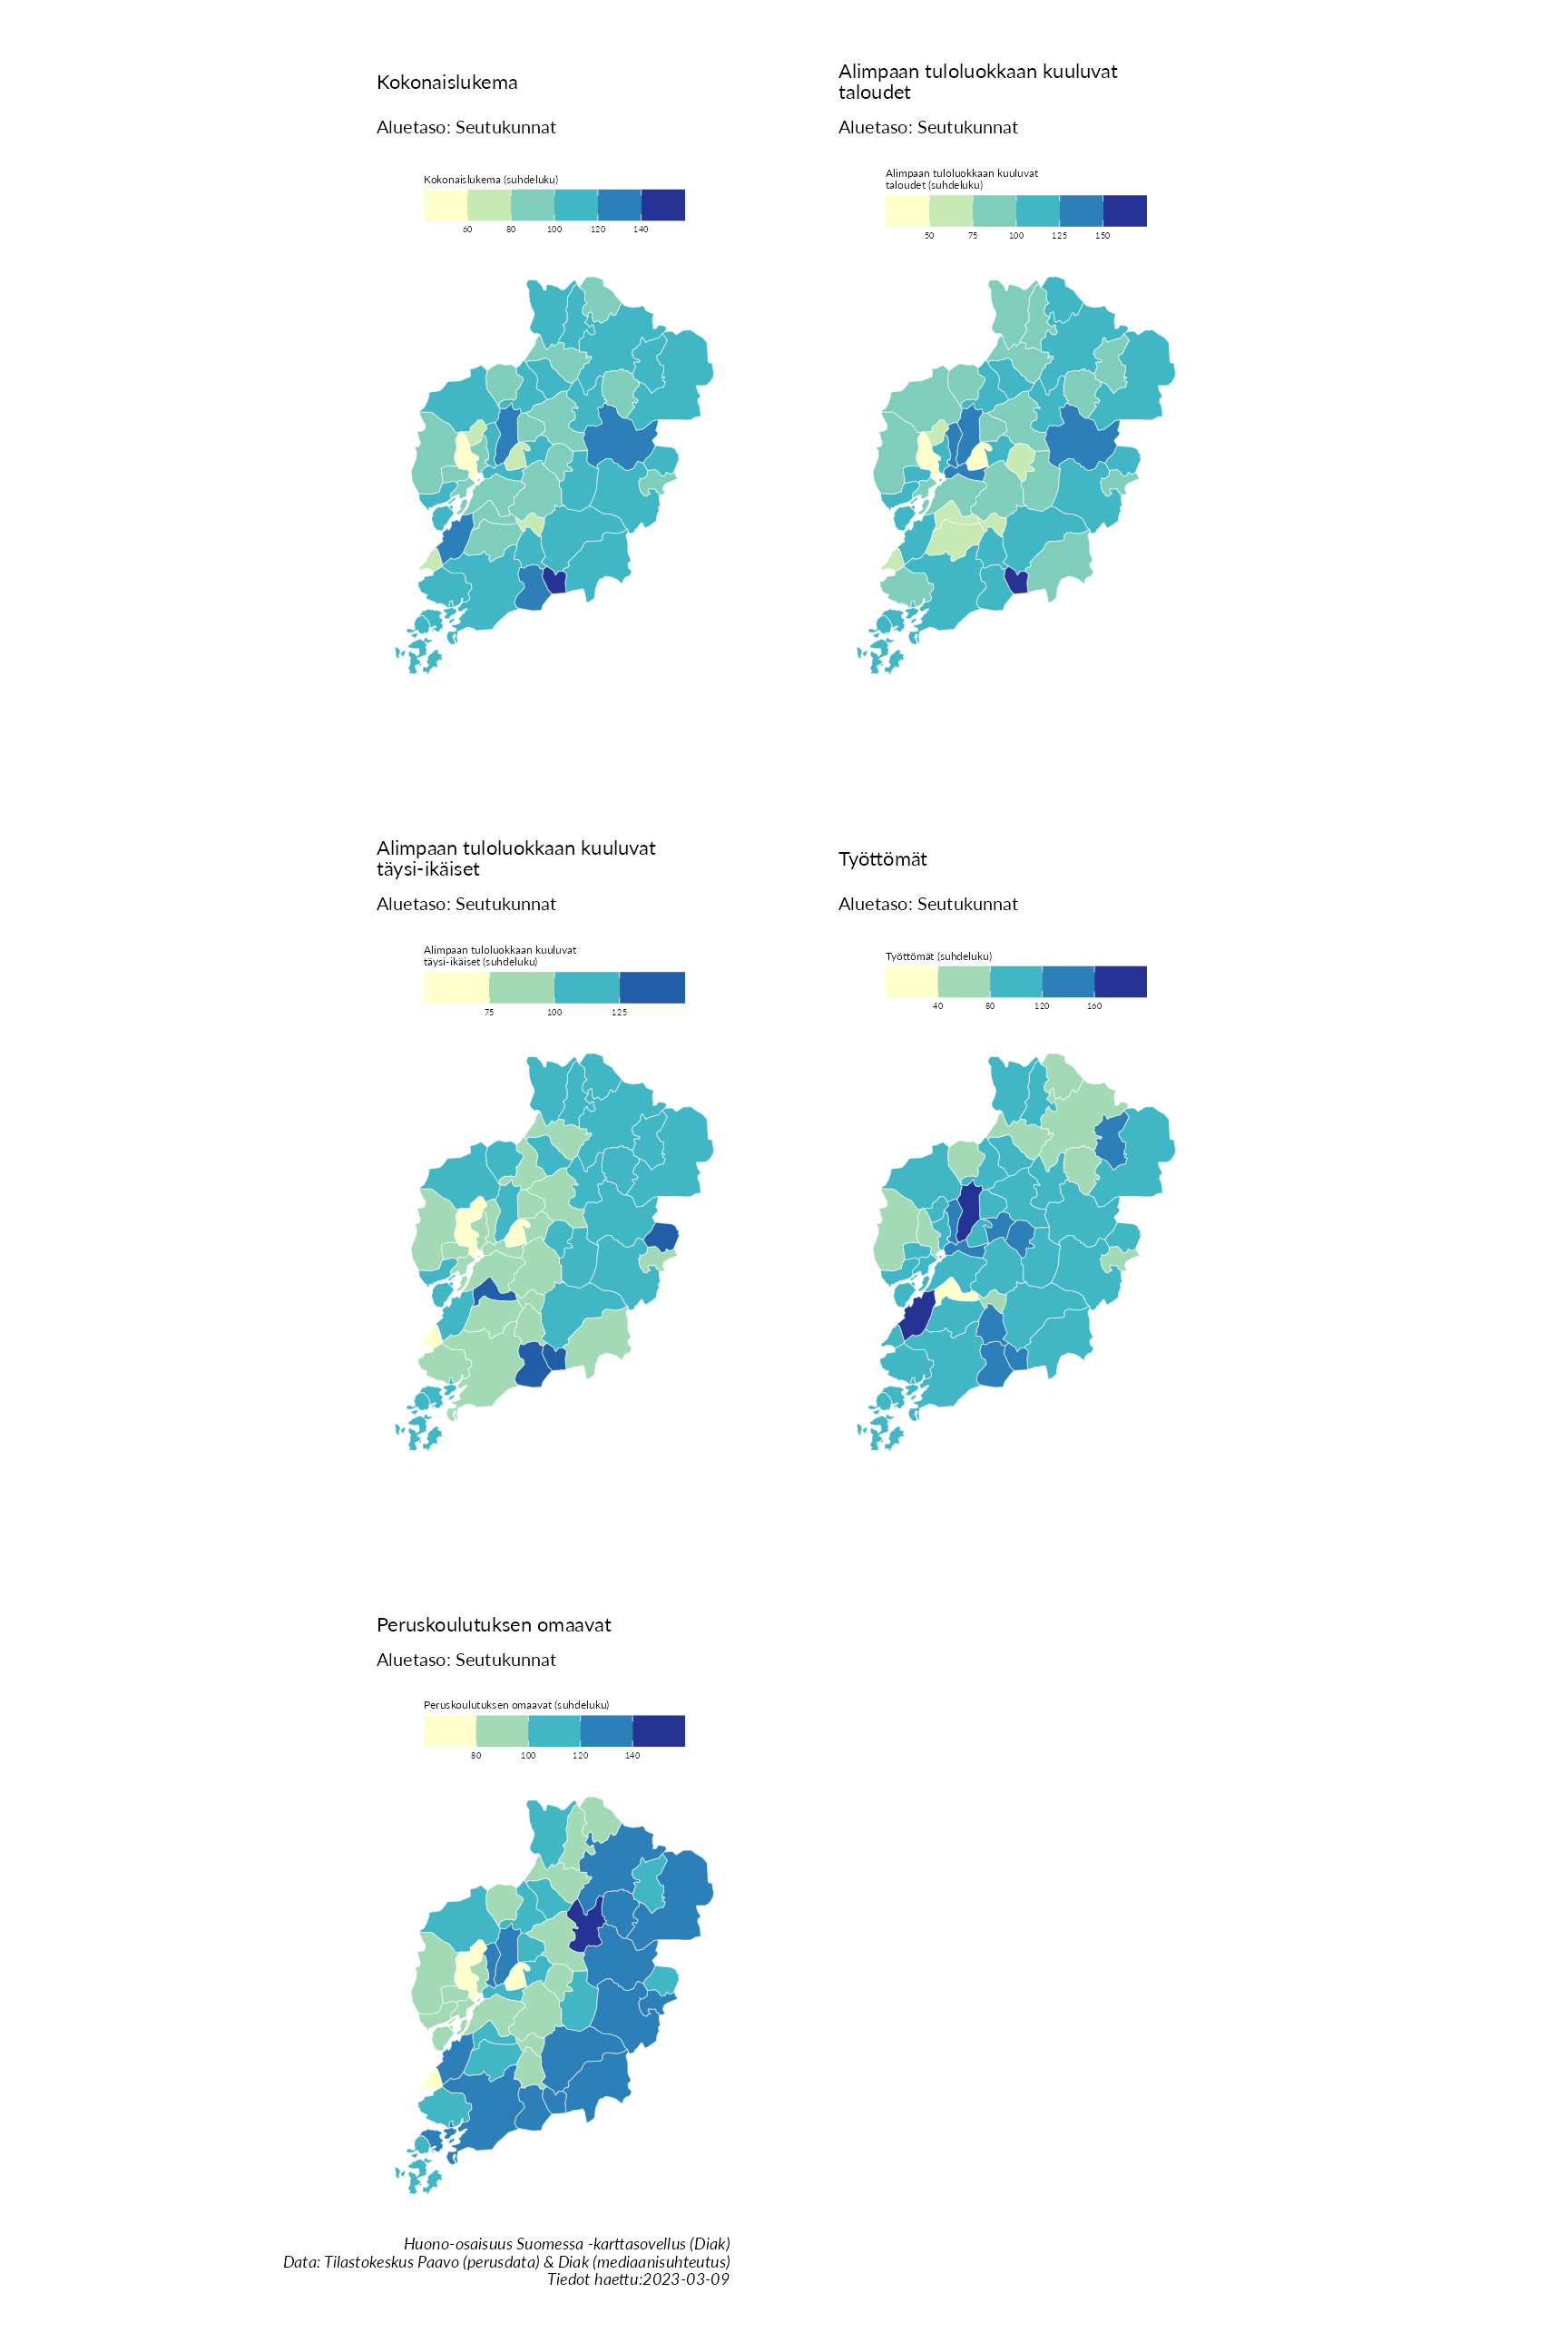 Kokonaislukema
Aluetaso: Seutukunnat
Kokonaislukema (suhdeluku)
60 80 100 120 140
Alimpaan tuloluokkaan kuuluvat
taloudet
Aluetaso: Seutukunnat
Alimpaan tuloluokkaan kuuluvat
taloudet (suhdeluku)
50 75 100 125 150
Alimpaan tuloluokkaan kuuluvat
täysi-ikäiset
Aluetaso: Seutukunnat
Alimpaan tuloluokkaan kuuluvat
täysi-ikäiset (suhdeluku)
75 100 125
Työttömät
Aluetaso: Seutukunnat
Työttömät (suhdeluku)
40 80 120 160
Peruskoulutuksen omaavat
Aluetaso: Seutukunnat
Peruskoulutuksen omaavat (suhdeluku)
80 100 120 140
Huono-osaisuus Suomessa -karttasovellus (Diak)
Data: Tilastokeskus Paavo (perusdata) & Diak (mediaanisuhteutus)
Tiedot haettu:2023-03-09